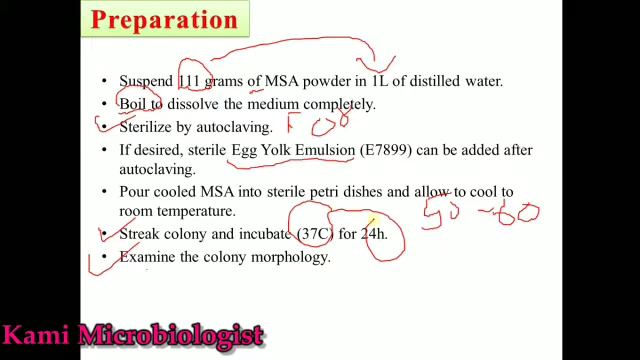 Preparation
• Suspend 111 grams of MSA powder in 1L of distilled water.
• Boil to dissolve the medium completely.
• Sterilize by autoclaving.
• If desired, sterile Egg Yolk Emulsion (E7899) can be added after
autoclaving.
• Pour cooled MSA into sterile petri dishes and allow to cool to
room temperature.
50 - 60
• Streak colony and incubate (37C) for 24h.
• Examine the colony morphology.
Kami Microbiologist